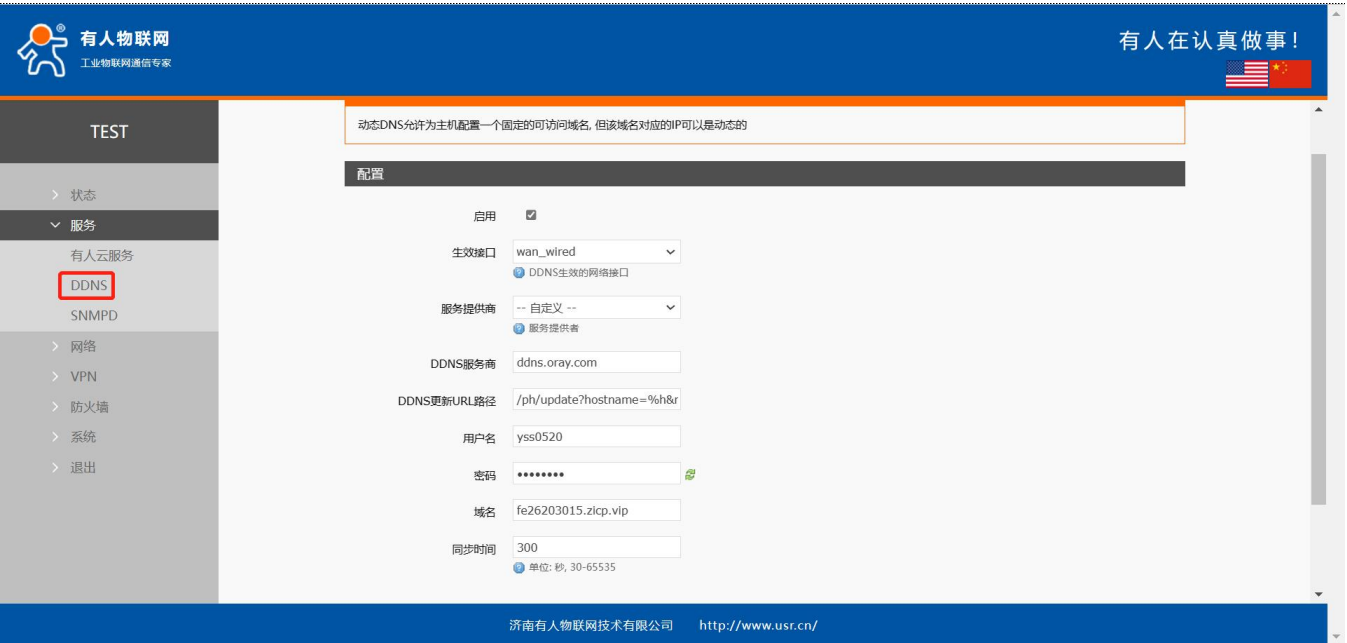 有人物联网
工业物联网通信专家
有人在认真做事！
TEST
状态
服务
有人云服务
DDNS
SNMPD
网络
VPN
防火墙
系统
退出
动态DNS允许为主机配置一个固定的可访问域名, 但该域名对应的IP可以是动态的
配置
启用
生效接口 wan_wired
DDNS生效的网络接口
服务提供商 -- 自定义 --
服务提供者
DDNS服务商 ddns.oray.com
DDNS更新URL路径 /ph/update?hostname=%h&r
用户名 yss0520
密码 ••••••••
域名 fe26203015.zicp.vip
同步时间 300
单位: 秒, 30-65535
济南有人物联网技术有限公司 http://www.usr.cn/